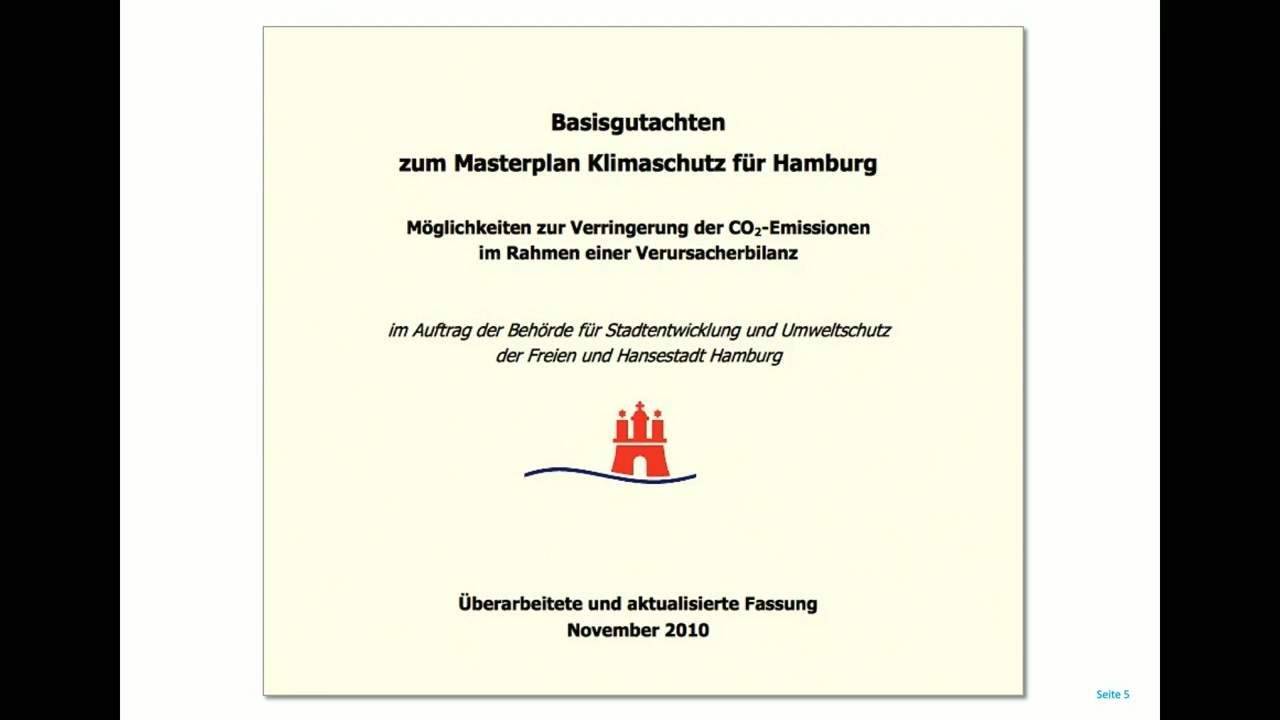 Basisgutachten
zum Masterplan Klimaschutz für Hamburg
Möglichkeiten zur Verringerung der CO₂-Emissionen
im Rahmen einer Verursacherbilanz
im Auftrag der Behörde für Stadtentwicklung und Umweltschutz
der Freien und Hansestadt Hamburg
Überarbeitete und aktualisierte Fassung
November 2010
Seite 5